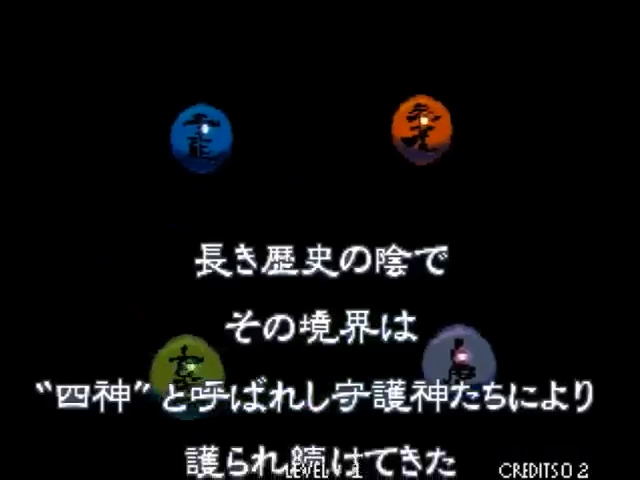 長き歴史の陰で
その境界は
“四神”と呼ばれし守護神たちにより
護られ続けてきた
LEVEL 1
CREDITS 0 2